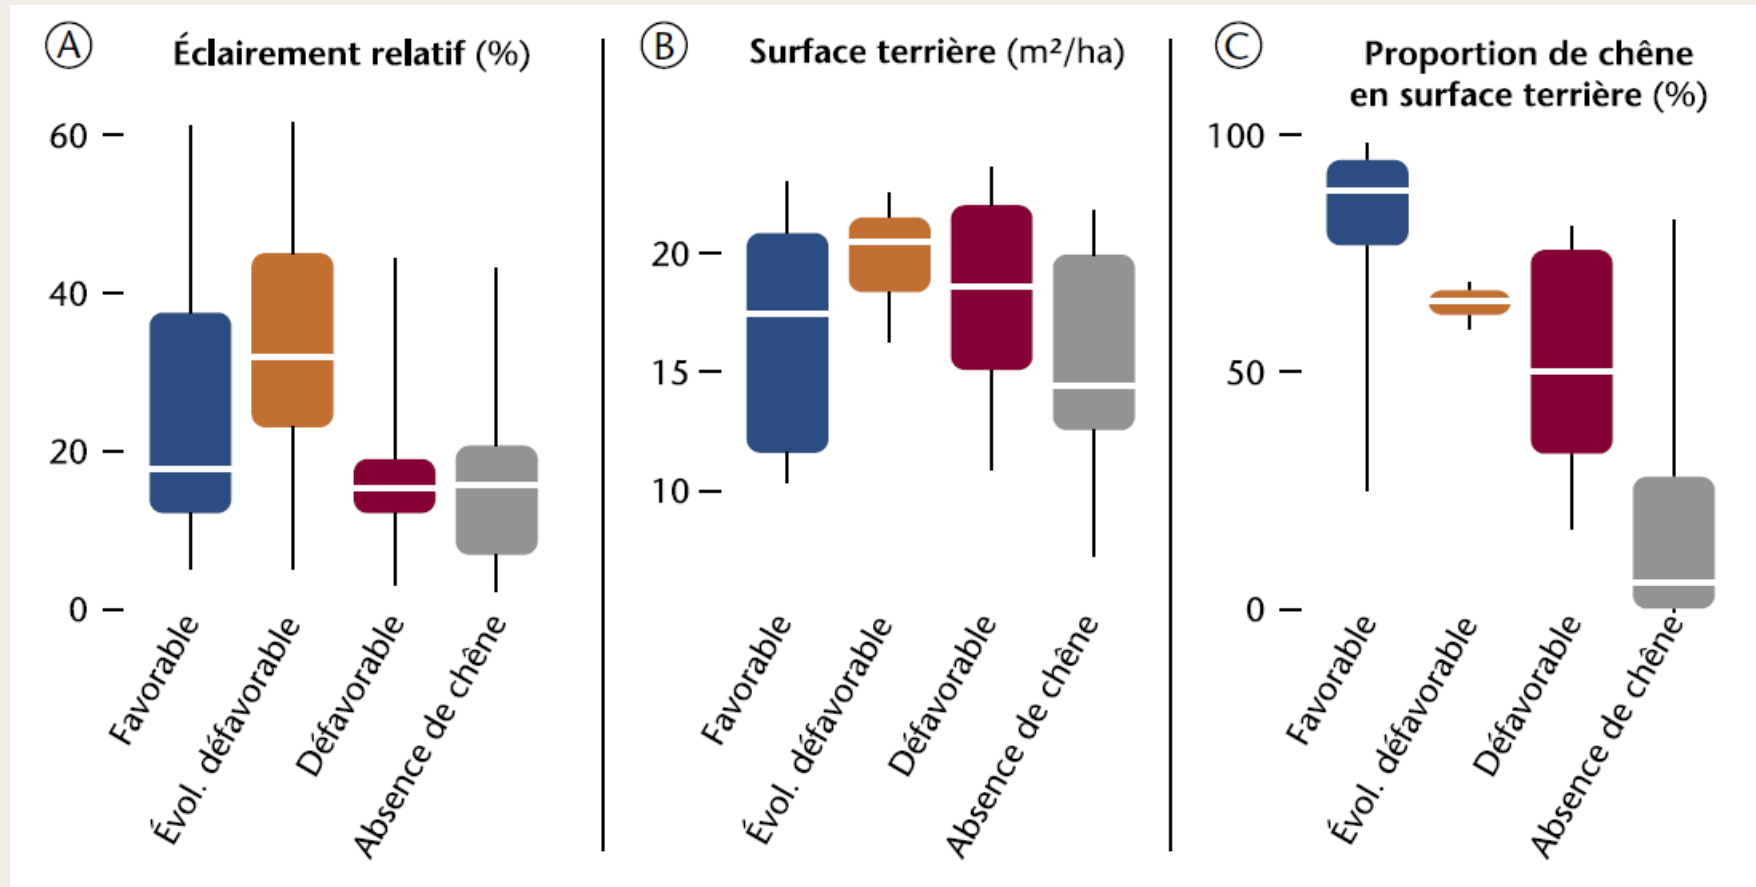 A
Éclairement relatif (%)
60
40
20
0
Favorable
Évol. défavorable
Défavorable
Absence de chêne
B
Surface terrière (m²/ha)
20
15
10
Favorable
Évol. défavorable
Défavorable
Absence de chêne
C
Proportion de chêne
en surface terrière (%)
100
50
0
Favorable
Évol. défavorable
Défavorable
Absence de chêne